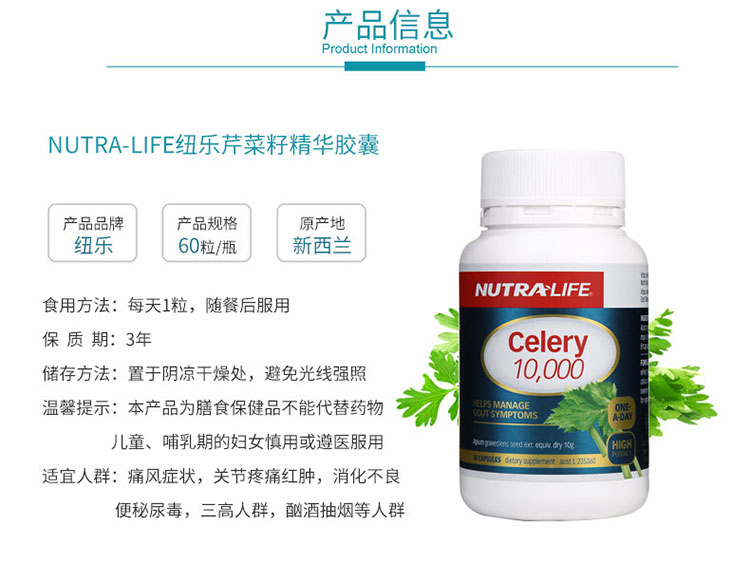 产品信息
Product Information
NUTRA-LIFE纽乐芹菜籽精华胶囊
产品品牌
纽乐
产品规格
60粒/瓶
原产地
新西兰
食用方法：每天1粒，随餐后服用
保 质 期：3年
储存方法：置于阴凉干燥处，避免光线强照
温馨提示：本产品为膳食保健品不能代替药物
儿童、哺乳期的妇女慎用或遵医服用
适宜人群：痛风症状，关节疼痛红肿，消化不良
便秘尿毒，三高人群，酗酒抽烟等人群
NUTRA-LIFE
Celery
10,000
HELPS MANAGE
GOUT SYMPTOMS
ONE-
A-DAY
HIGH
POTENCY
Apium graveolens seed ext. equiv. dry 10g
60 CAPSULES dietary supplement. aust L 235360